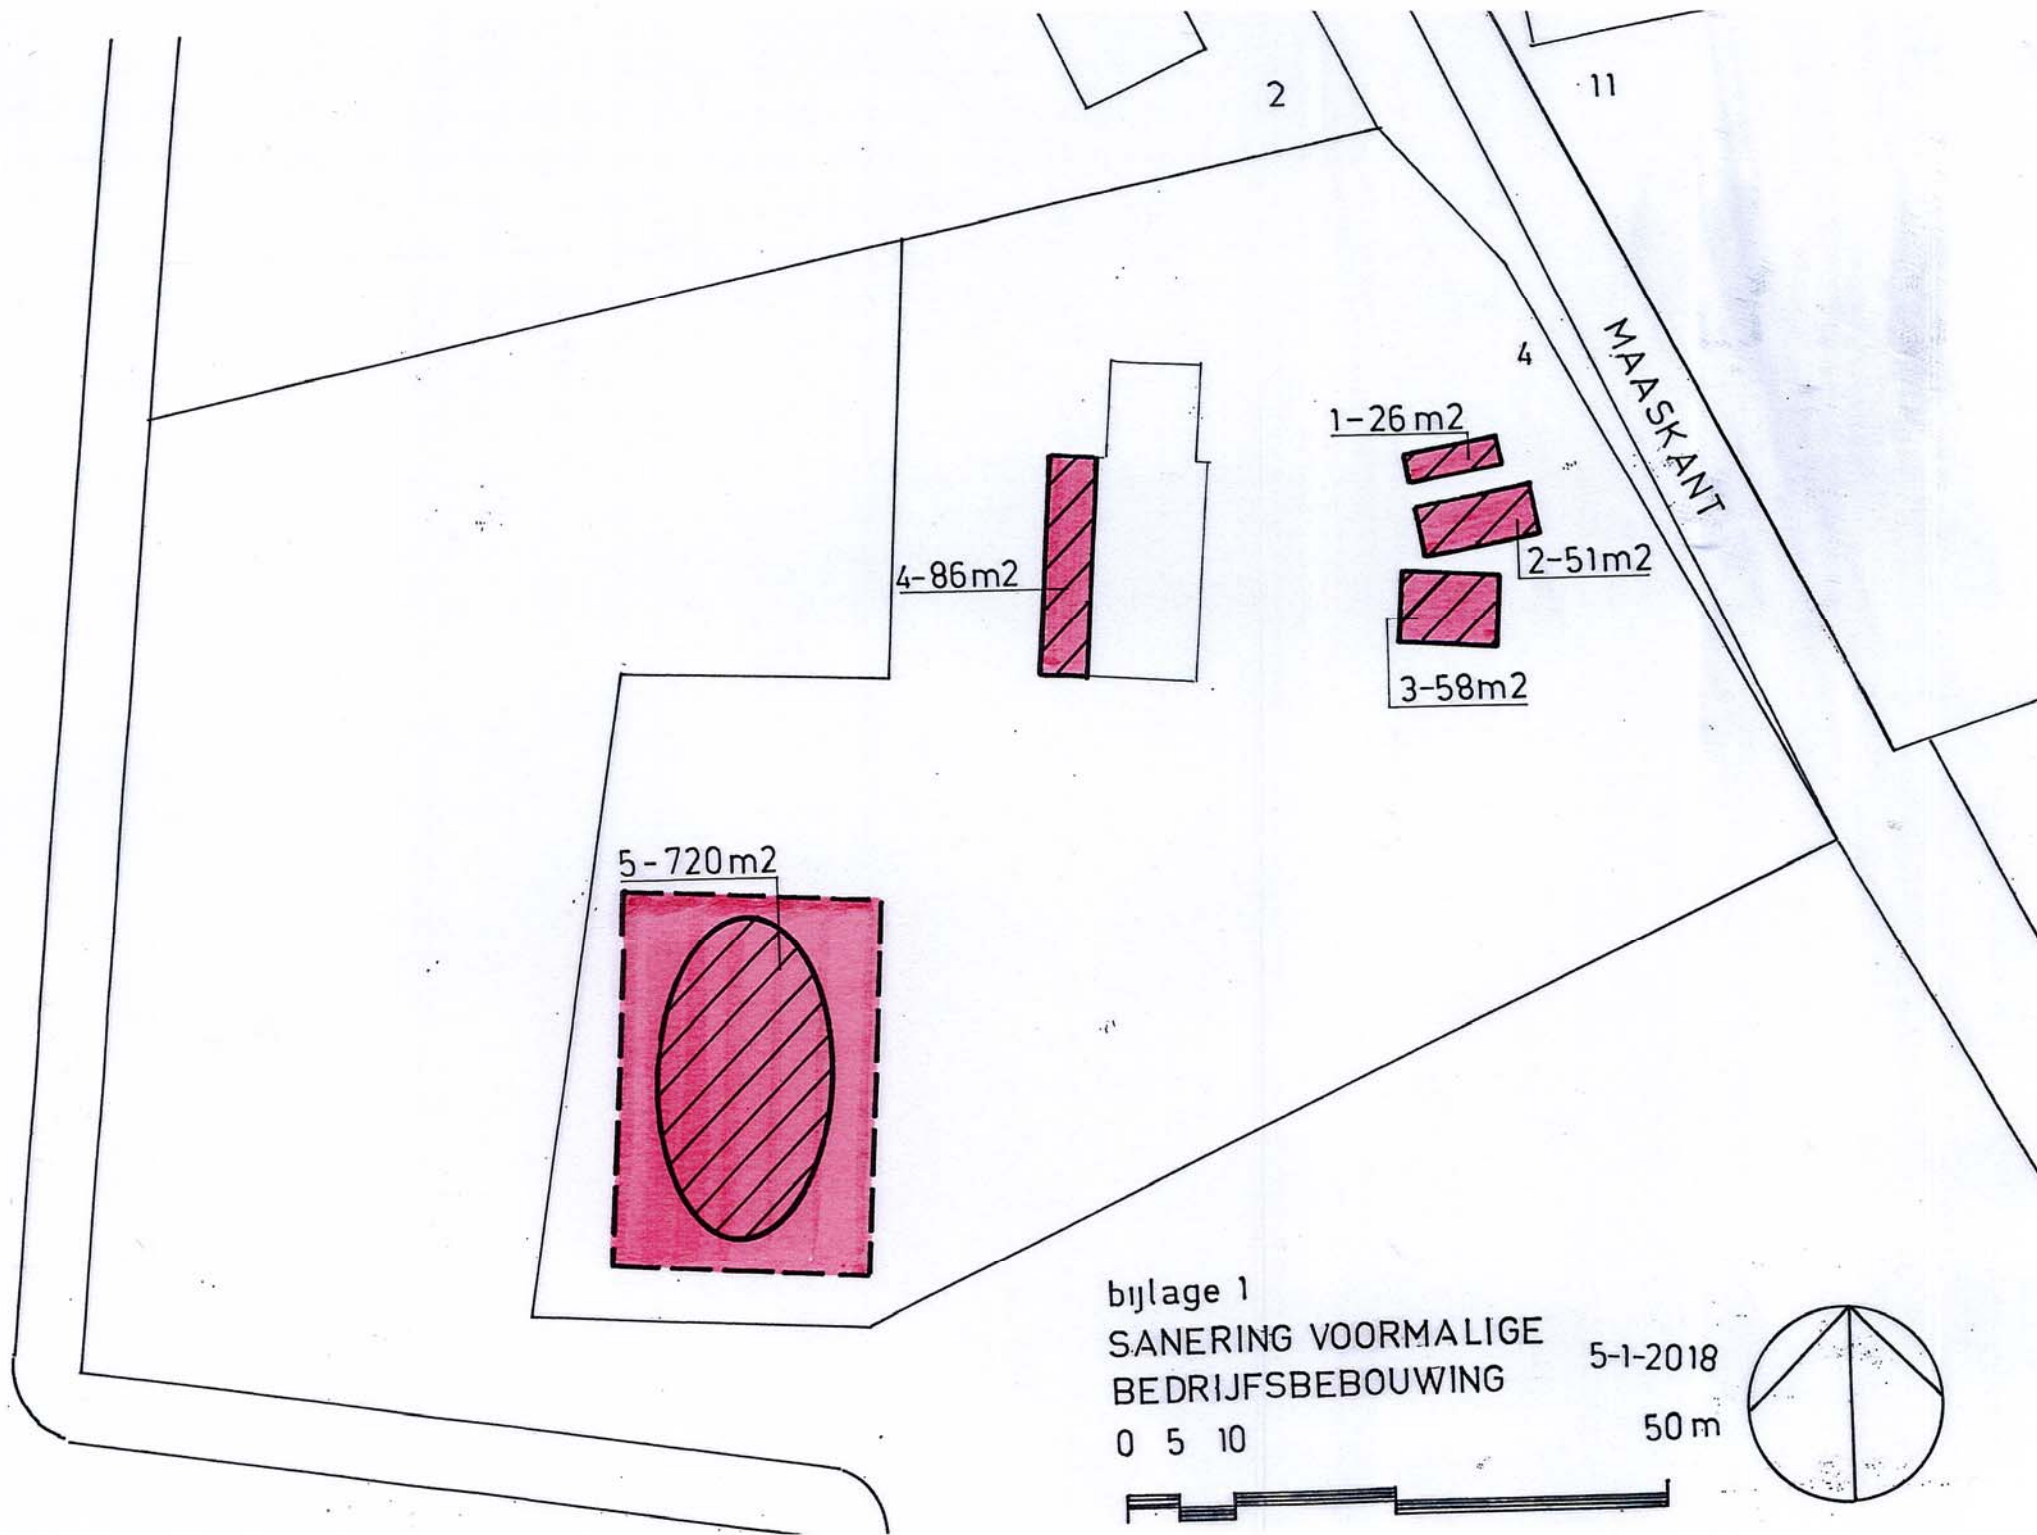 2
11
4
MAASKANT
1-26m2
2-51m2
4-86m2
3-58m2
5-720m2
bijlage 1
SANERING VOORMALIGE
BEDRIJFSBEBOUWING
5-1-2018
0 5 10
50m